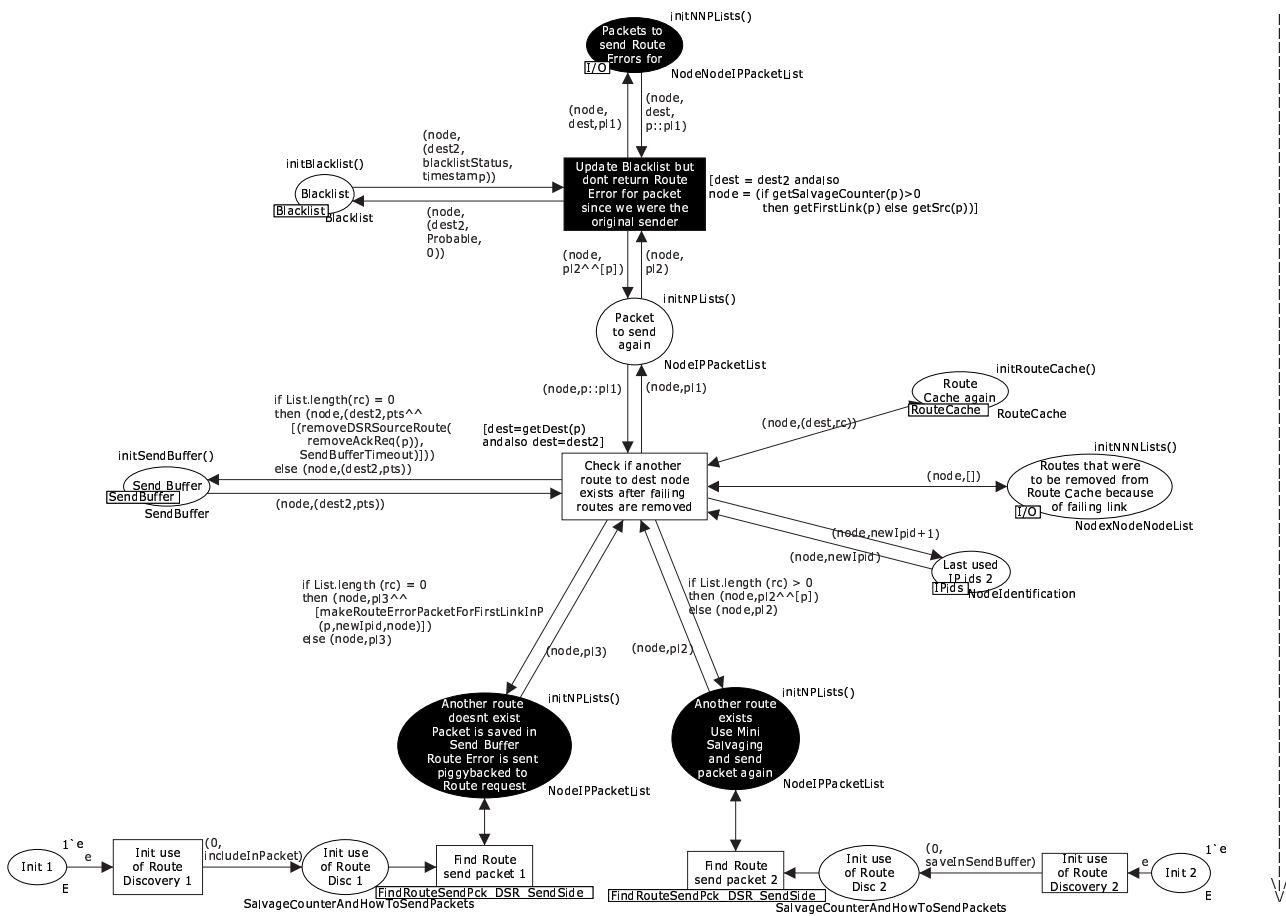 initNNPLists()
Packets to
send Route
Errors for
I/O
NodeNodeIPPacketList
(node,
dest,pl1)
(node,
dest,
p::pl1)
(node,
(dest2,
blacklistStatus,
timestamp))
initBlacklist()
Blacklist
Blacklist
Blacklist
(node,
(dest2,
Probable,
0))
Update Blacklist but
dont return Route
Error for packet
since we were the
original sender
[dest = dest2 andalso
node = (if getSalvageCounter(p)>0
then getFirstLink(p) else getSrc(p))]
(node,
pl2^^[p])
(node,
pl2)
initNPLists()
Packet
to send
again
NodeIPPacketList
(node,p::pl1)
(node,pl1)
initRouteCache()
Route
Cache again
RouteCache
RouteCache
(node,(dest,rc))
if List.length(rc) = 0
then (node,(dest2,pts^^
[(removeDSRSourceRoute(
removeAckReq(p)),
SendBufferTimeout)]))
else (node,(dest2,pts))
[dest=getDest(p)
andalso dest=dest2]
initSendBuffer()
Send Buffer
SendBuffer
SendBuffer
(node,(dest2,pts))
Check if another
route to dest node
exists after failing
routes are removed
initNNNLists()
(node,[])
Routes that were
to be removed from
Route Cache because
of failing link
I/O
NodexNodeNodeList
(node,newIpid+1)
(node,newIpid)
Last used
IP ids 2
IPids
NodeIdentification
if List.length (rc) = 0
then (node,pl3^^
[makeRouteErrorPacketForFirstLinkInP
(p,newIpid,node)])
else (node,pl3)
if List.length (rc) > 0
then (node,pl2^^[p])
else (node,pl2)
(node,pl3)
(node,pl2)
initNPLists()
Another route
doesnt exist
Packet is saved in
Send Buffer
Route Error is sent
piggybacked to
Route request
NodeIPPacketList
initNPLists()
Another route
exists
Use Mini
Salvaging
and send
packet again
NodeIPPacketList
Init 1
1`e
e
E
Init use
of Route
Discovery 1
(0,
includeInPacket)
Init use
of Route
Disc 1
SalvageCounterAndHowToSendPackets
Find Route
send packet 1
FindRouteSendPck_DSR_SendSide
Find Route
send packet 2
FindRouteSendPck_DSR_SendSide
Init use
of Route
Disc 2
SalvageCounterAndHowToSendPackets
(0,
saveInSendBuffer)
Init use
of Route
Discovery 2
e
Init 2
1`e
E